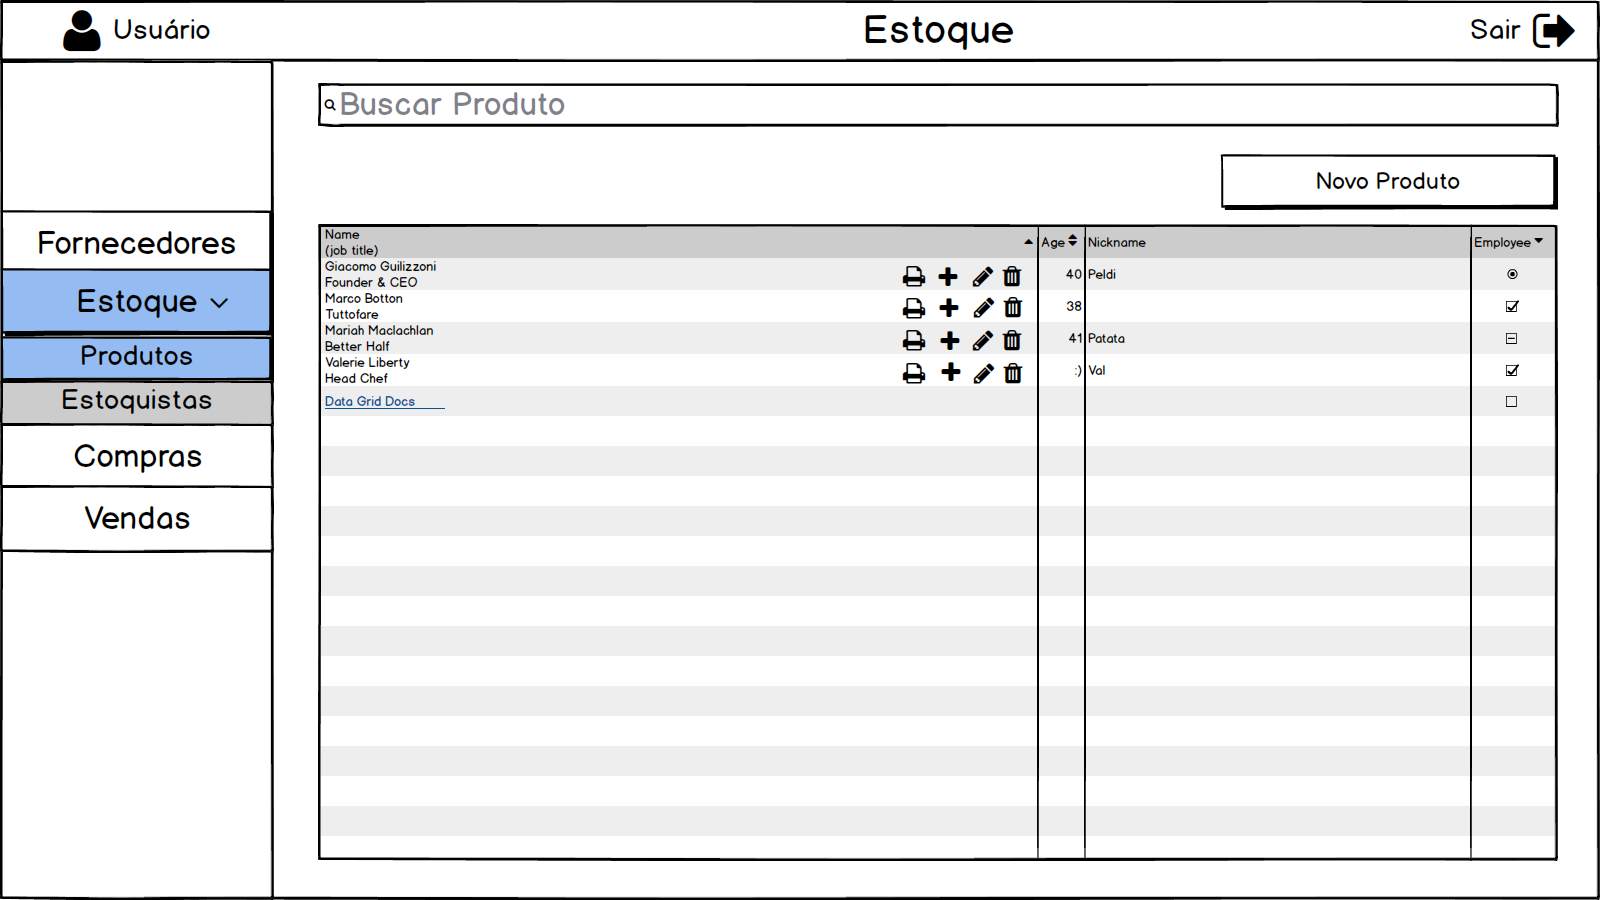 Usuário
Estoque
Sair
Buscar Produto
Novo Produto
Fornecedores
Estoque
Produtos
Estoquistas
Compras
Vendas
Name
(job title)
Age
Nickname
Employee
Giacomo Guilizzoni
Founder & CEO
40
Peldi
Marco Botton
Tuttofare
38
Mariah Maclachlan
Better Half
41
Patata
Valerie Liberty
Head Chef
:)
Val
Data Grid Docs